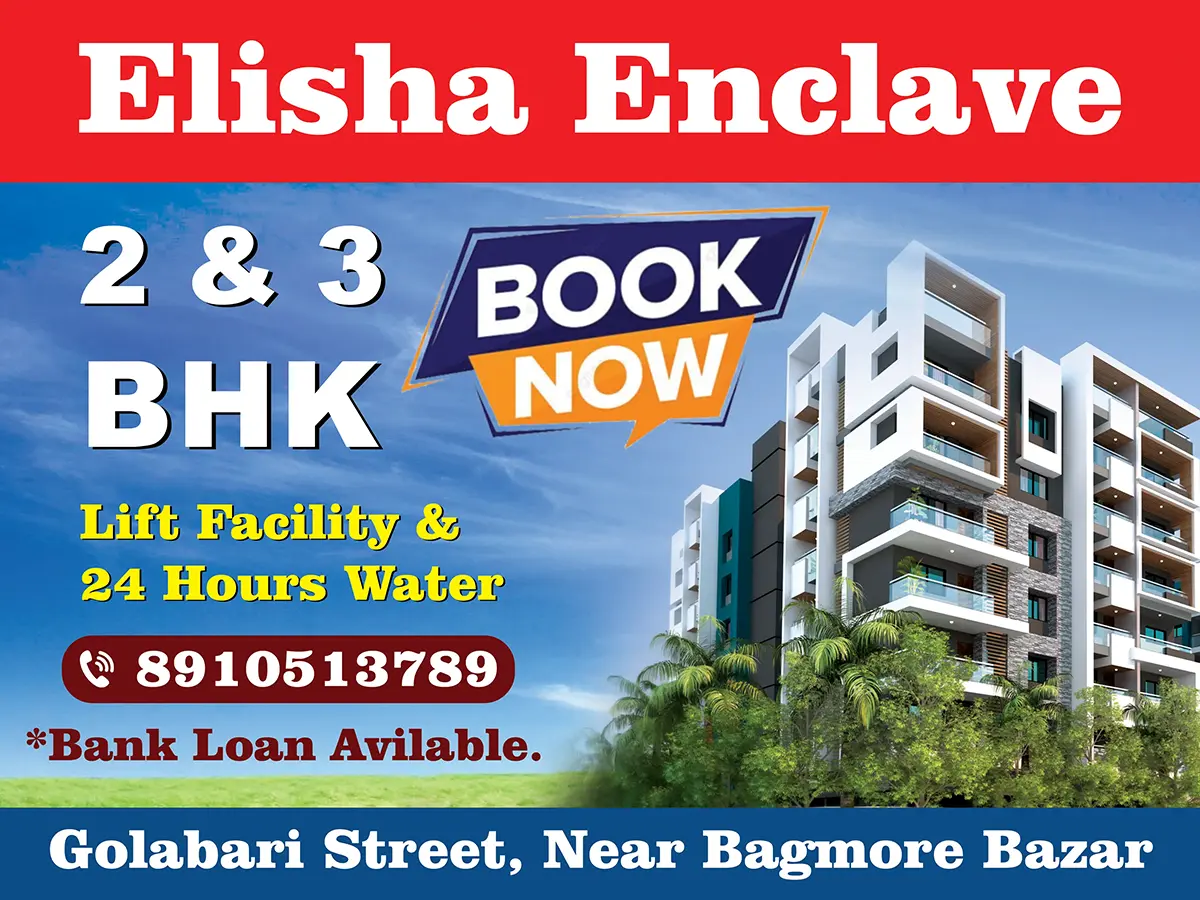 Elisha Enclave
2 & 3
BHK
BOOK
NOW
Lift Facility &
24 Hours Water
8910513789
*Bank Loan Avilable.
Golabari Street, Near Bagmore Bazar